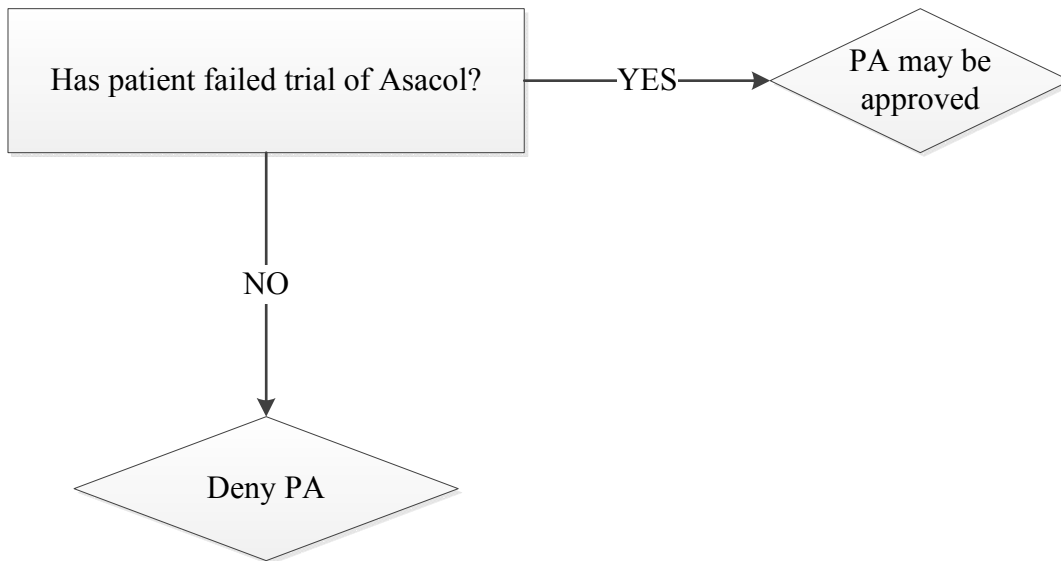 Has patient failed trial of Asacol?
YES
PA may be
approved
NO
Deny PA